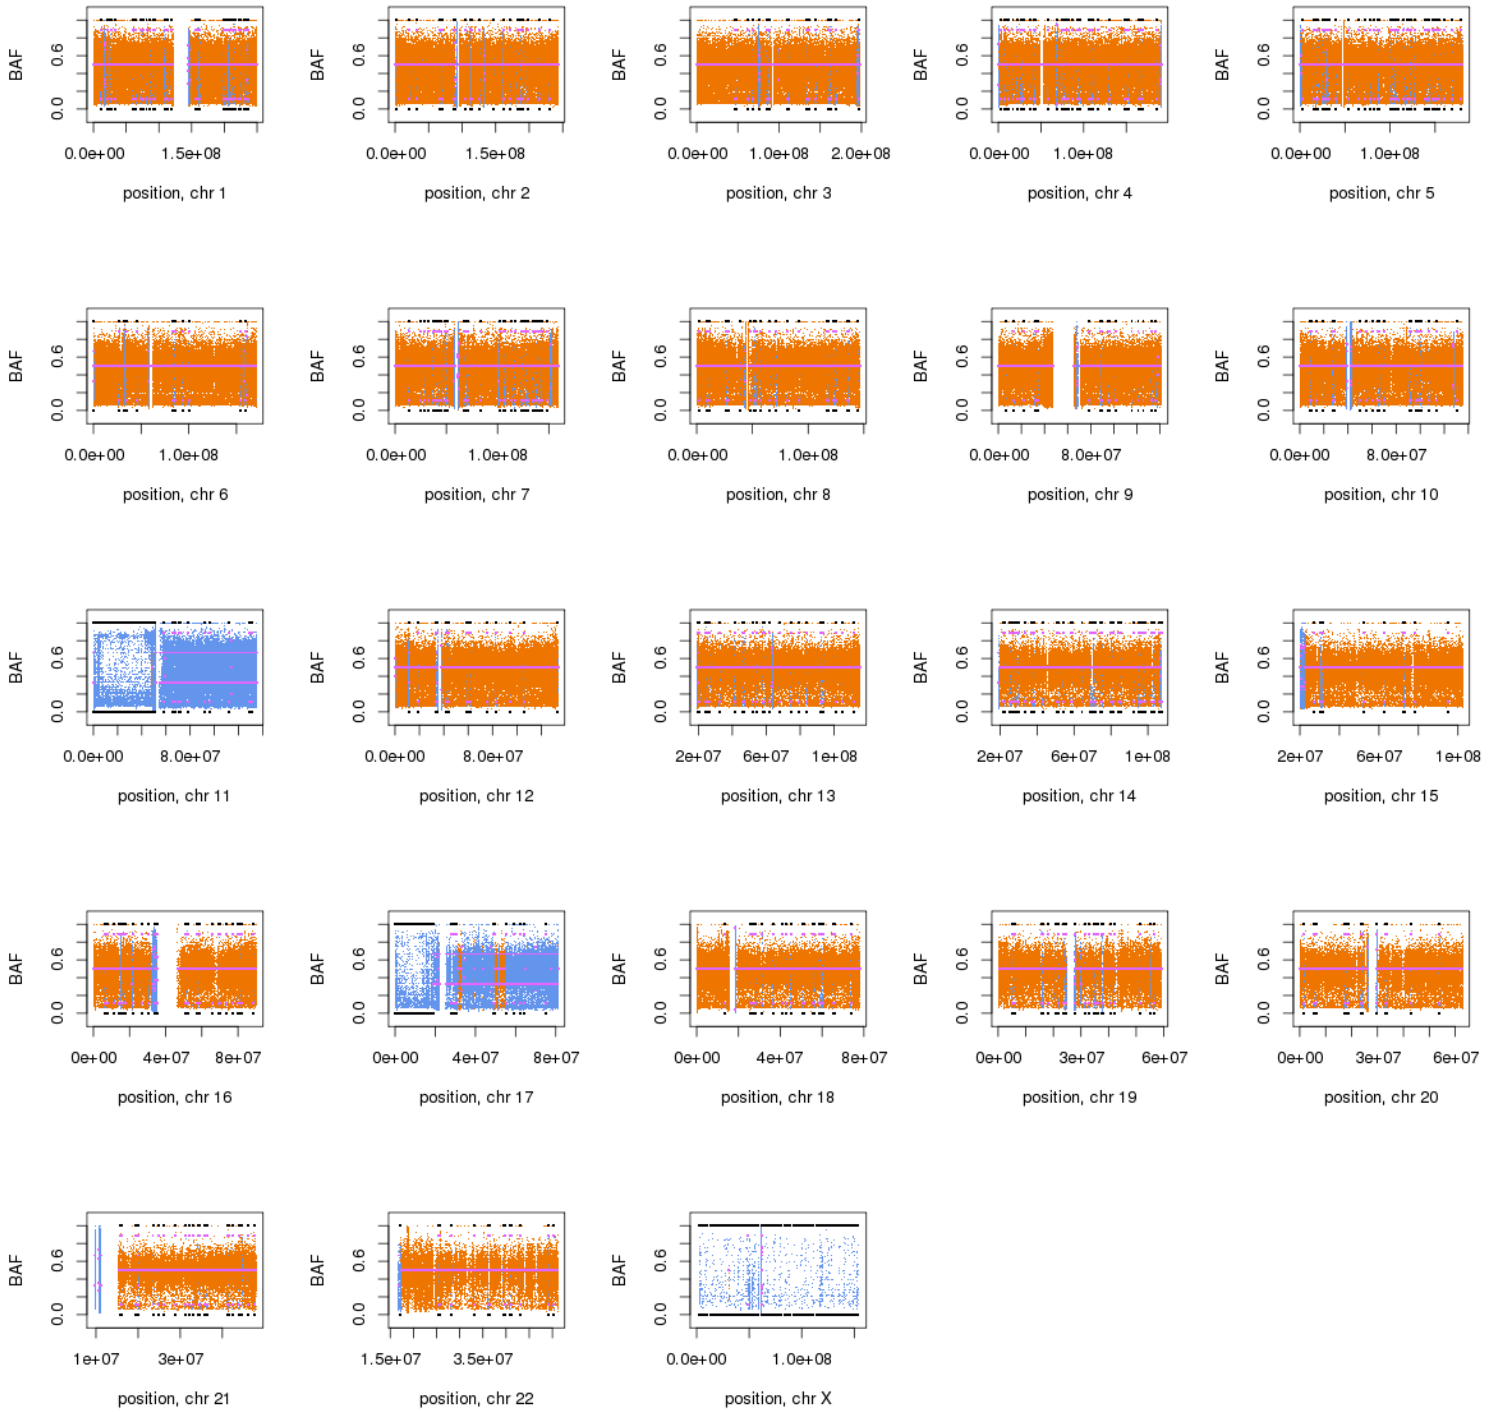 BAF 0.0 0.6 BAF 0.0 0.6 BAF 0.0 0.6 BAF 0.0 0.6 BAF 0.0 0.6
0.0e+00 1.5e+08 0.0e+00 1.5e+08 0.0e+00 1.0e+08 2.0e+08 0.0e+00 1.0e+08 0.0e+00 1.0e+08
position, chr 1 position, chr 2 position, chr 3 position, chr 4 position, chr 5
BAF 0.0 0.6 BAF 0.0 0.6 BAF 0.0 0.6 BAF 0.0 0.6 BAF 0.0 0.6
0.0e+00 1.0e+08 0.0e+00 1.0e+08 0.0e+00 1.0e+08 0.0e+00 8.0e+07 0.0e+00 8.0e+07
position, chr 6 position, chr 7 position, chr 8 position, chr 9 position, chr 10
BAF 0.0 0.6 BAF 0.0 0.6 BAF 0.0 0.6 BAF 0.0 0.6 BAF 0.0 0.6
0.0e+00 8.0e+07 0.0e+00 8.0e+07 2e+07 6e+07 1e+08 2e+07 6e+07 1e+08 2e+07 6e+07 1e+08
position, chr 11 position, chr 12 position, chr 13 position, chr 14 position, chr 15
BAF 0.0 0.6 BAF 0.0 0.6 BAF 0.0 0.6 BAF 0.0 0.6 BAF 0.0 0.6
0e+00 4e+07 8e+07 0e+00 4e+07 8e+07 0e+00 4e+07 8e+07 0e+00 3e+07 6e+07 0e+00 3e+07 6e+07
position, chr 16 position, chr 17 position, chr 18 position, chr 19 position, chr 20
BAF 0.0 0.6 BAF 0.0 0.6 BAF 0.0 0.6
1e+07 3e+07 1.5e+07 3.5e+07 0.0e+00 1.0e+08
position, chr 21 position, chr 22 position, chr X